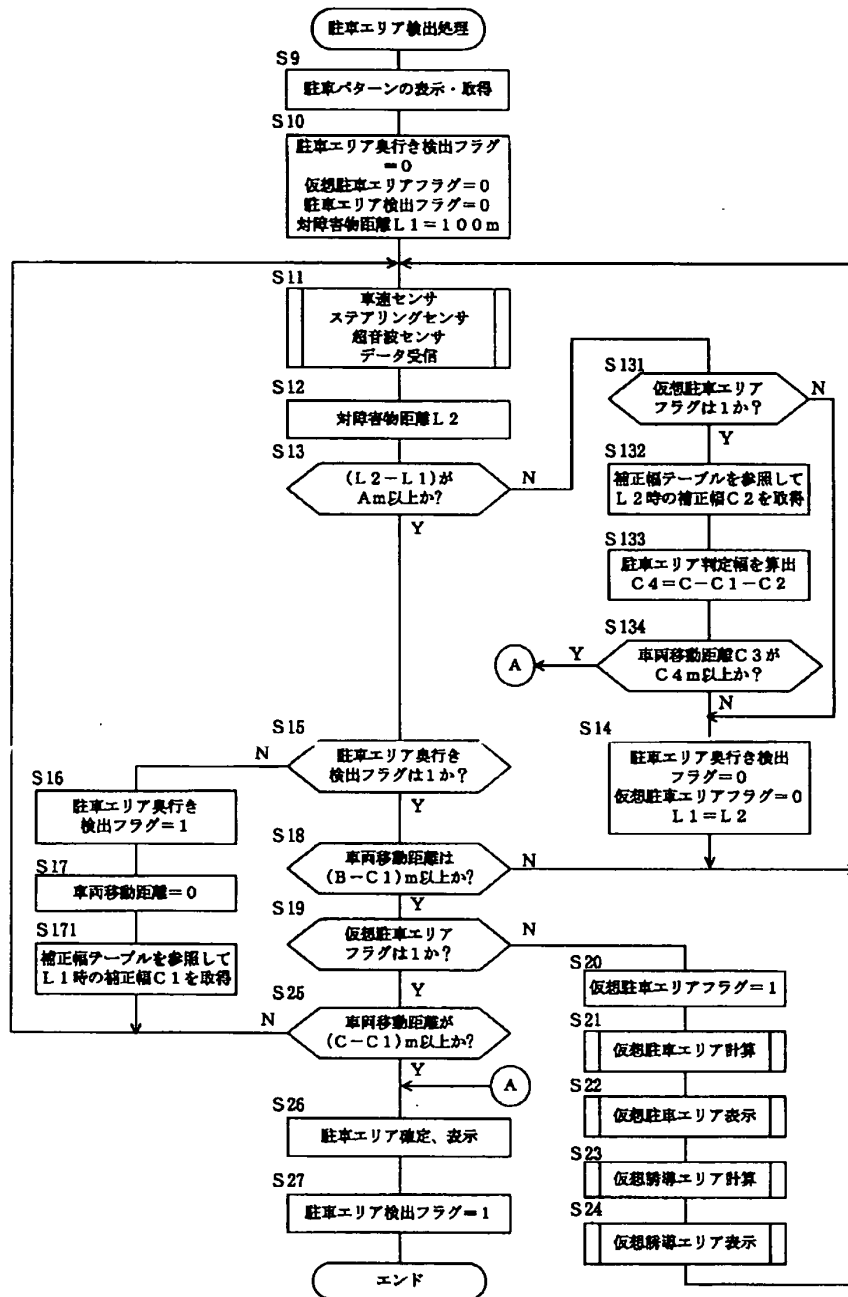 駐車エリア検出処理
S9
駐車パターンの表示・取得
S10
駐車エリア奥行き検出フラグ
=0
仮想駐車エリアフラグ=0
駐車エリア検出フラグ=0
対障害物距離L1=100m
S11
車速センサ
ステアリングセンサ
超音波センサ
データ受信
S12
対障害物距離L2
S13
(L2-L1)が
Am以上か?
N
Y
S131
仮想駐車エリア
フラグは1か?
N
Y
S132
補正幅テーブルを参照して
L2時の補正幅C2を取得
S133
駐車エリア判定幅を算出
C4=C-C1-C2
S134
車両移動距離C3が
C4m以上か?
Y
A
N
S14
駐車エリア奥行き検出
フラグ=0
仮想駐車エリアフラグ=0
L1=L2
S15
駐車エリア奥行き
検出フラグは1か?
N
Y
S16
駐車エリア奥行き
検出フラグ=1
S17
車両移動距離=0
S171
補正幅テーブルを参照して
L1時の補正幅C1を取得
S18
車両移動距離は
(B-C1)m以上か?
N
Y
S19
仮想駐車エリア
フラグは1か?
N
Y
S20
仮想駐車エリアフラグ=1
S21
仮想駐車エリア計算
S22
仮想駐車エリア表示
S23
仮想誘導エリア計算
S24
仮想誘導エリア表示
S25
車両移動距離が
(C-C1)m以上か?
N
Y
A
S26
駐車エリア確定、表示
S27
駐車エリア検出フラグ=1
エンド